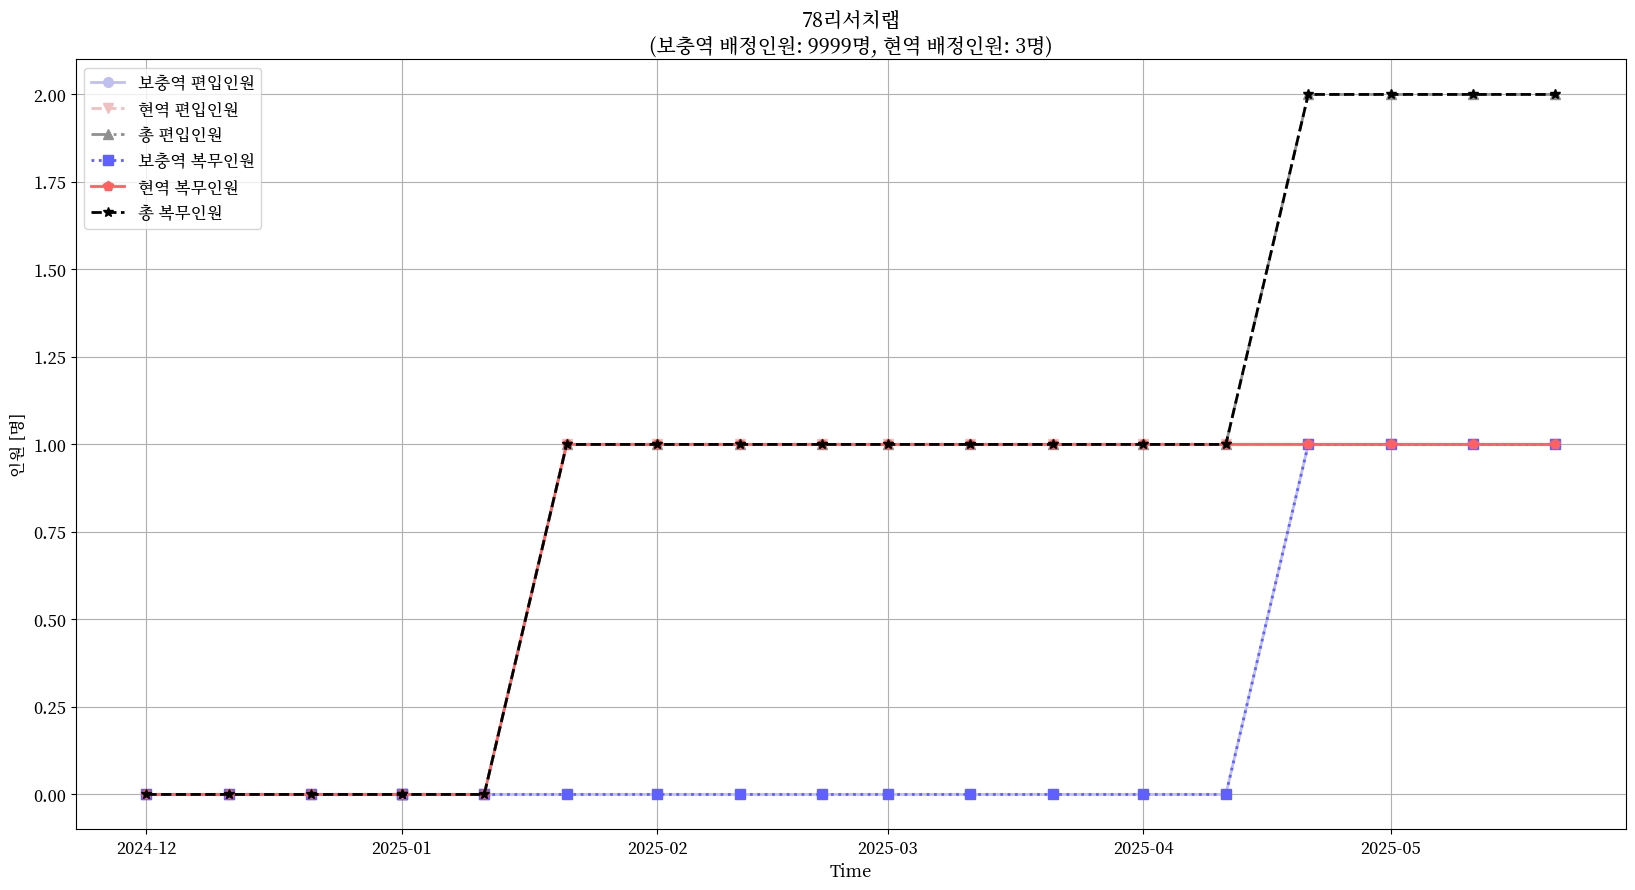 78리서치랩
(보충역 배정인원: 9999명, 현역 배정인원: 3명)
보충역 편입인원
현역 편입인원
총 편입인원
보충역 복무인원
현역 복무인원
총 복무인원
2.00
1.75
1.50
1.25
1.00
0.75
0.50
0.25
0.00
인원 [명]
2024-12
2025-01
2025-02
2025-03
2025-04
2025-05
Time